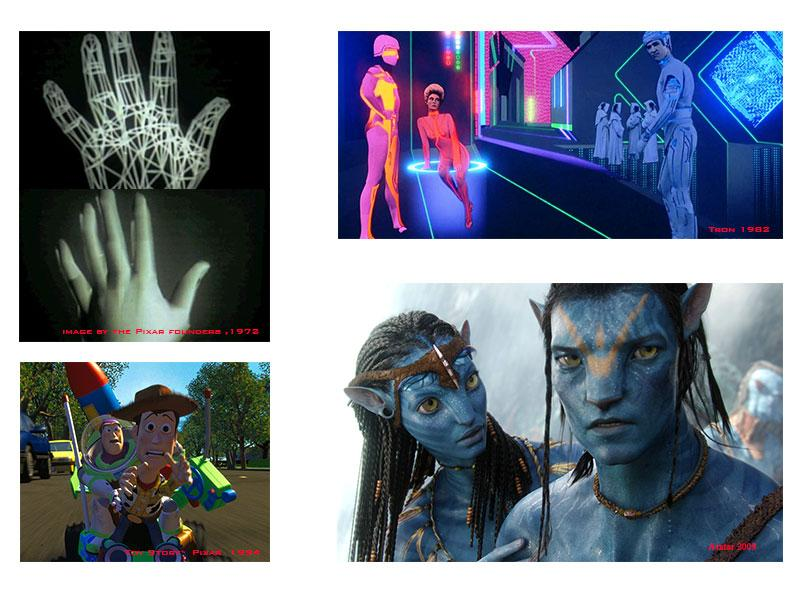 image by the Pixar founders ,1972
Tron 1982
"Toy Story" Pixar 1994
Avatar 2009